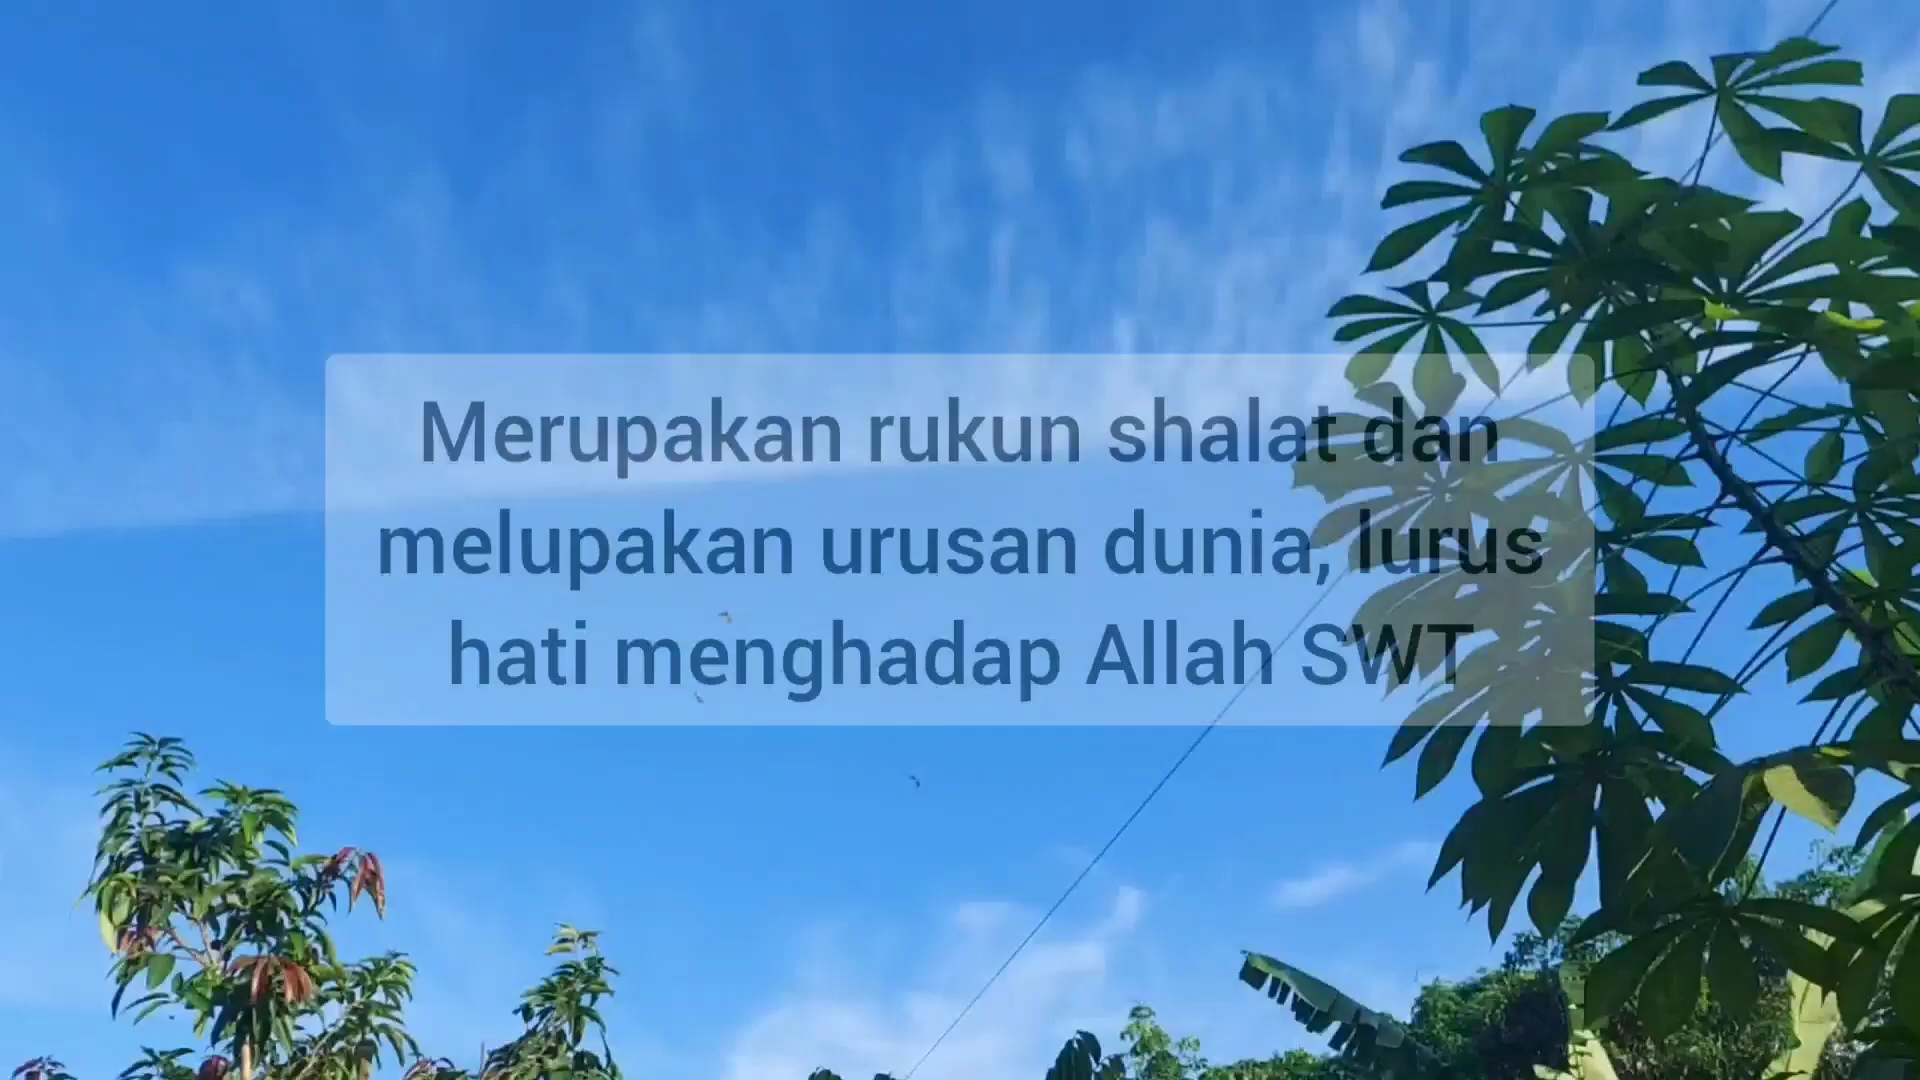 Merupakan rukun shalat dan
melupakan urusan dunia, lurus
hati menghadap Allah SWT